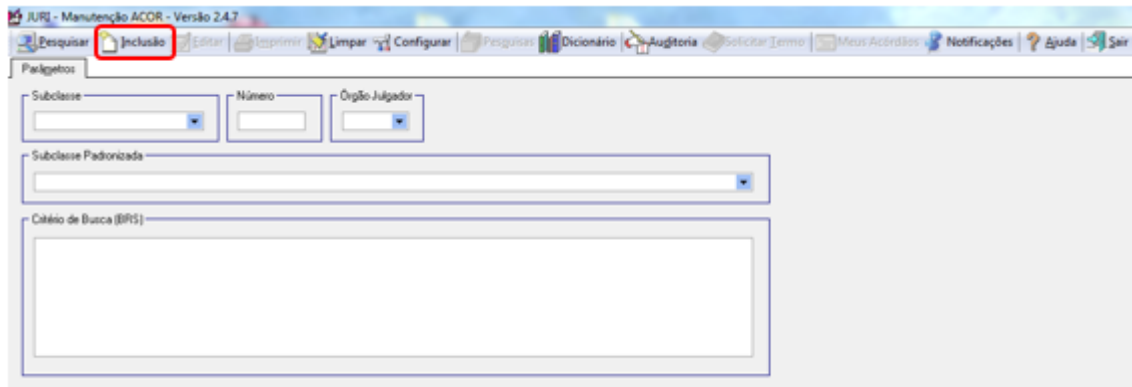 JURI - Manutenção ACOR - Versão 2.4.7
Pesquisar Inclusão Editar Imprimir Limpar Configurar Pesquisas Dicionário Auditoria Solicitar Termo Meus Acórdãos Notificações Ajuda Sair
Parâmetros
Subclasse Número Órgão Julgador
Subclasse Padronizada
Critério de Busca (BRS)